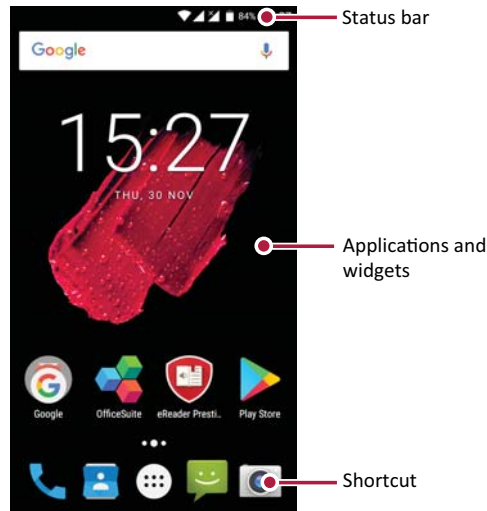 84%
Status bar
Google
15:27
THU, 30 NOV
Applications and
widgets
Google
OfficeSuite
eReader Presti..
Play Store
Shortcut